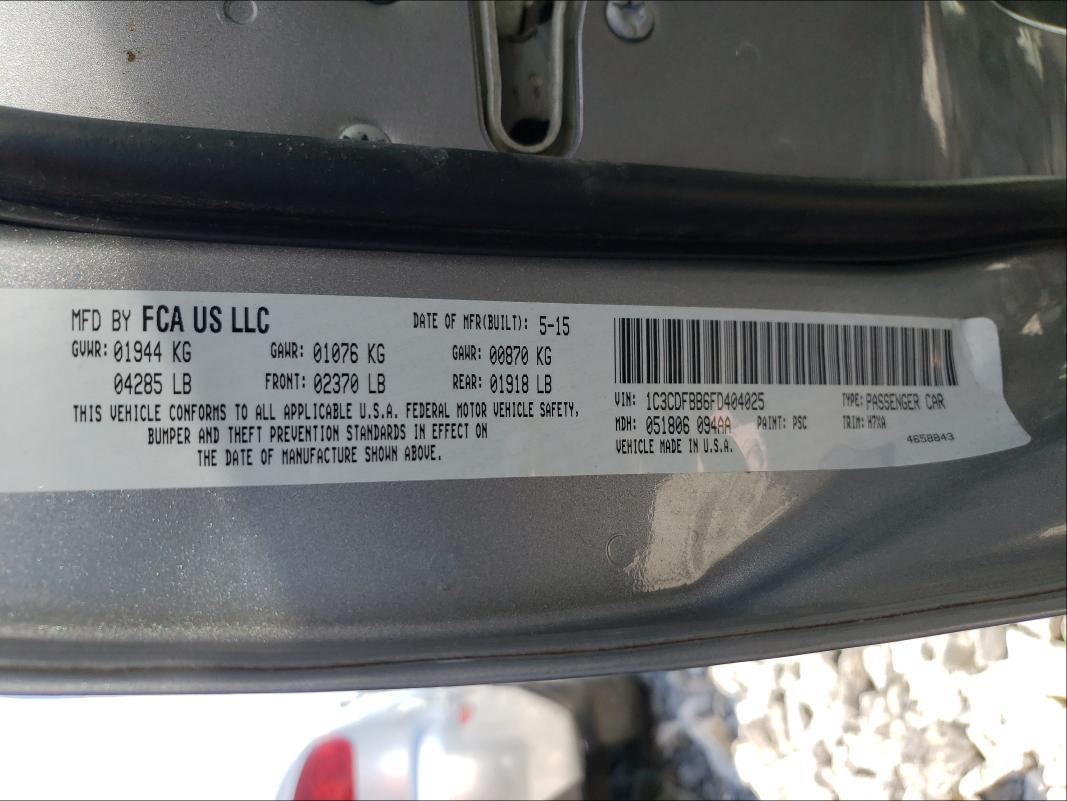 MFD BY FCA US LLC DATE OF MFR(BUILT): 5-15
GVWR: 01944 KG GAWR: 01076 KG GAWR: 00870 KG
04285 LB FRONT: 02370 LB REAR: 01918 LB
THIS VEHICLE CONFORMS TO ALL APPLICABLE U.S.A. FEDERAL MOTOR VEHICLE SAFETY,
BUMPER AND THEFT PREVENTION STANDARDS IN EFFECT ON
THE DATE OF MANUFACTURE SHOWN ABOVE.
VIN: 1C3CDFBB6FD404025 TYPE: PASSENGER CAR
MDH: 051806 094AA PAINT: PSC TRIM: H7XA
VEHICLE MADE IN U.S.A. 4658843